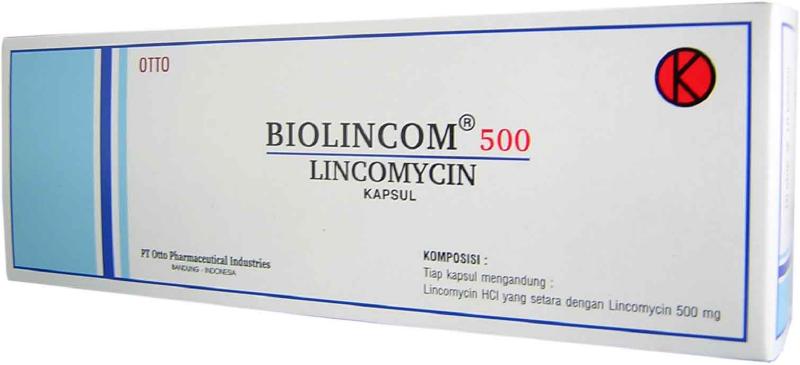 OTTO
K
BIOLINCOM® 500
LINCOMYCIN
KAPSUL
PT Otto Pharmaceutical Industries
BANDUNG - INDONESIA
KOMPOSISI :
Tiap kapsul mengandung :
Lincomycin HCl yang setara dengan Lincomycin 500 mg